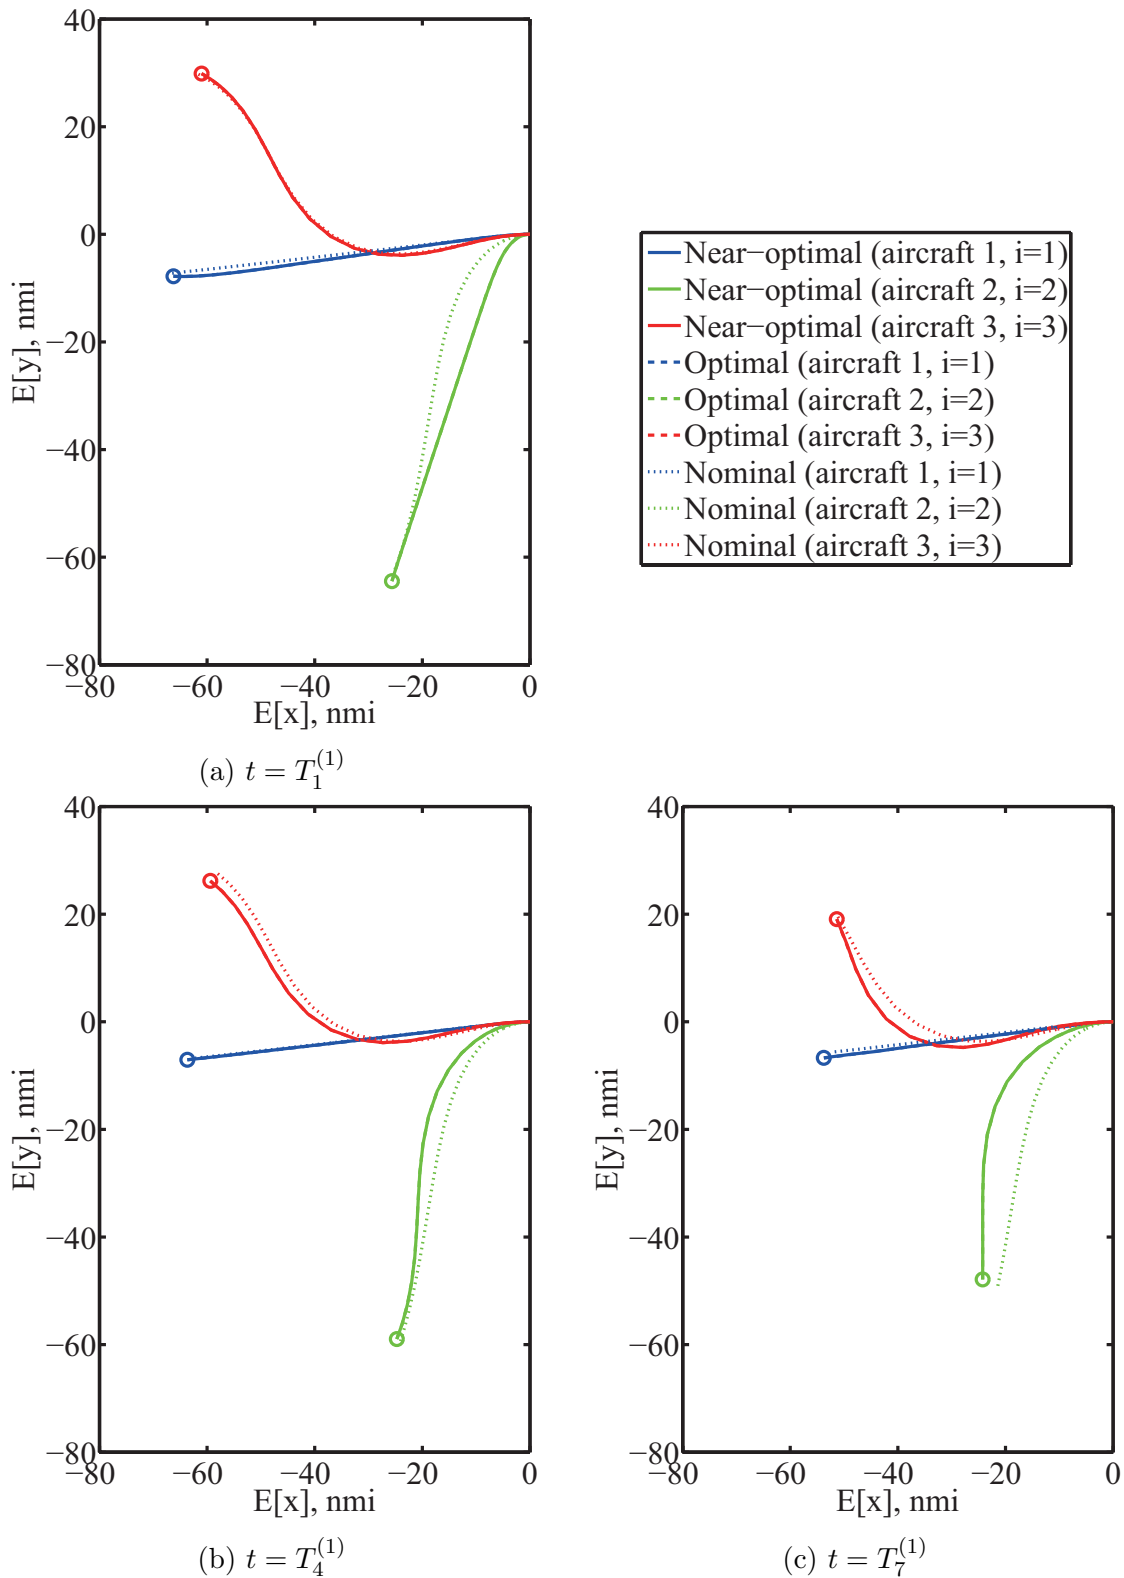 40
20
0
−20
−40
−60
−80
E[y], nmi
−80 −60 −40 −20 0
E[x], nmi
(a) t = T_1^{(1)}
Near−optimal (aircraft 1, i=1)
Near−optimal (aircraft 2, i=2)
Near−optimal (aircraft 3, i=3)
Optimal (aircraft 1, i=1)
Optimal (aircraft 2, i=2)
Optimal (aircraft 3, i=3)
Nominal (aircraft 1, i=1)
Nominal (aircraft 2, i=2)
Nominal (aircraft 3, i=3)
40
20
0
−20
−40
−60
−80
E[y], nmi
−80 −60 −40 −20 0
E[x], nmi
(b) t = T_4^{(1)}
40
20
0
−20
−40
−60
−80
E[y], nmi
−80 −60 −40 −20 0
E[x], nmi
(c) t = T_7^{(1)}